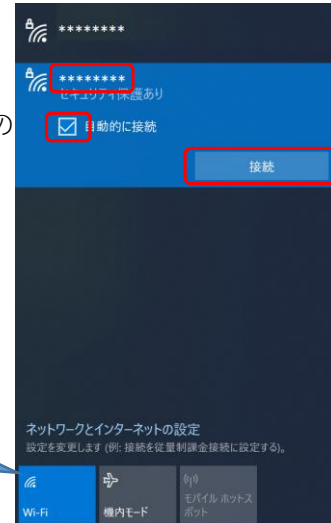 ********
********
セキュリティ保護あり
の
自動的に接続
接続
ネットワークとインターネットの設定
設定を変更します (例: 接続を従量制課金接続に設定する)。
Wi-Fi
機内モード
モバイル ホットス
ポット